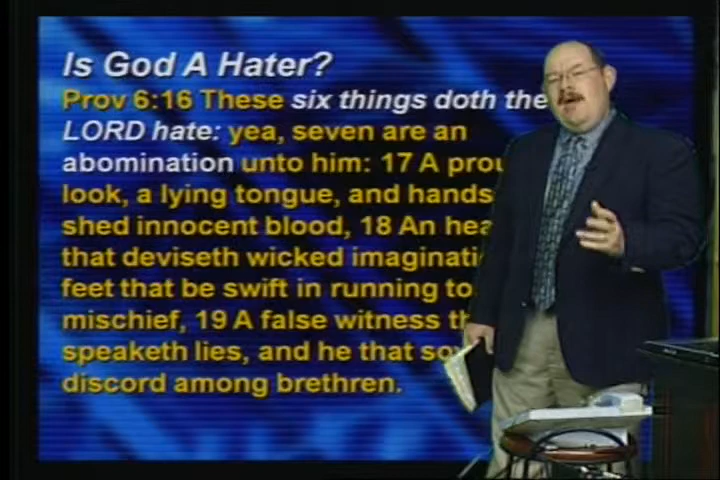 Is God A Hater?
Prov 6:16 These six things doth the
LORD hate: yea, seven are an
abomination unto him: 17 A prou
look, a lying tongue, and hands
shed innocent blood, 18 An hea
that deviseth wicked imaginati
feet that be swift in running to
mischief, 19 A false witness th
speaketh lies, and he that so
discord among brethren.